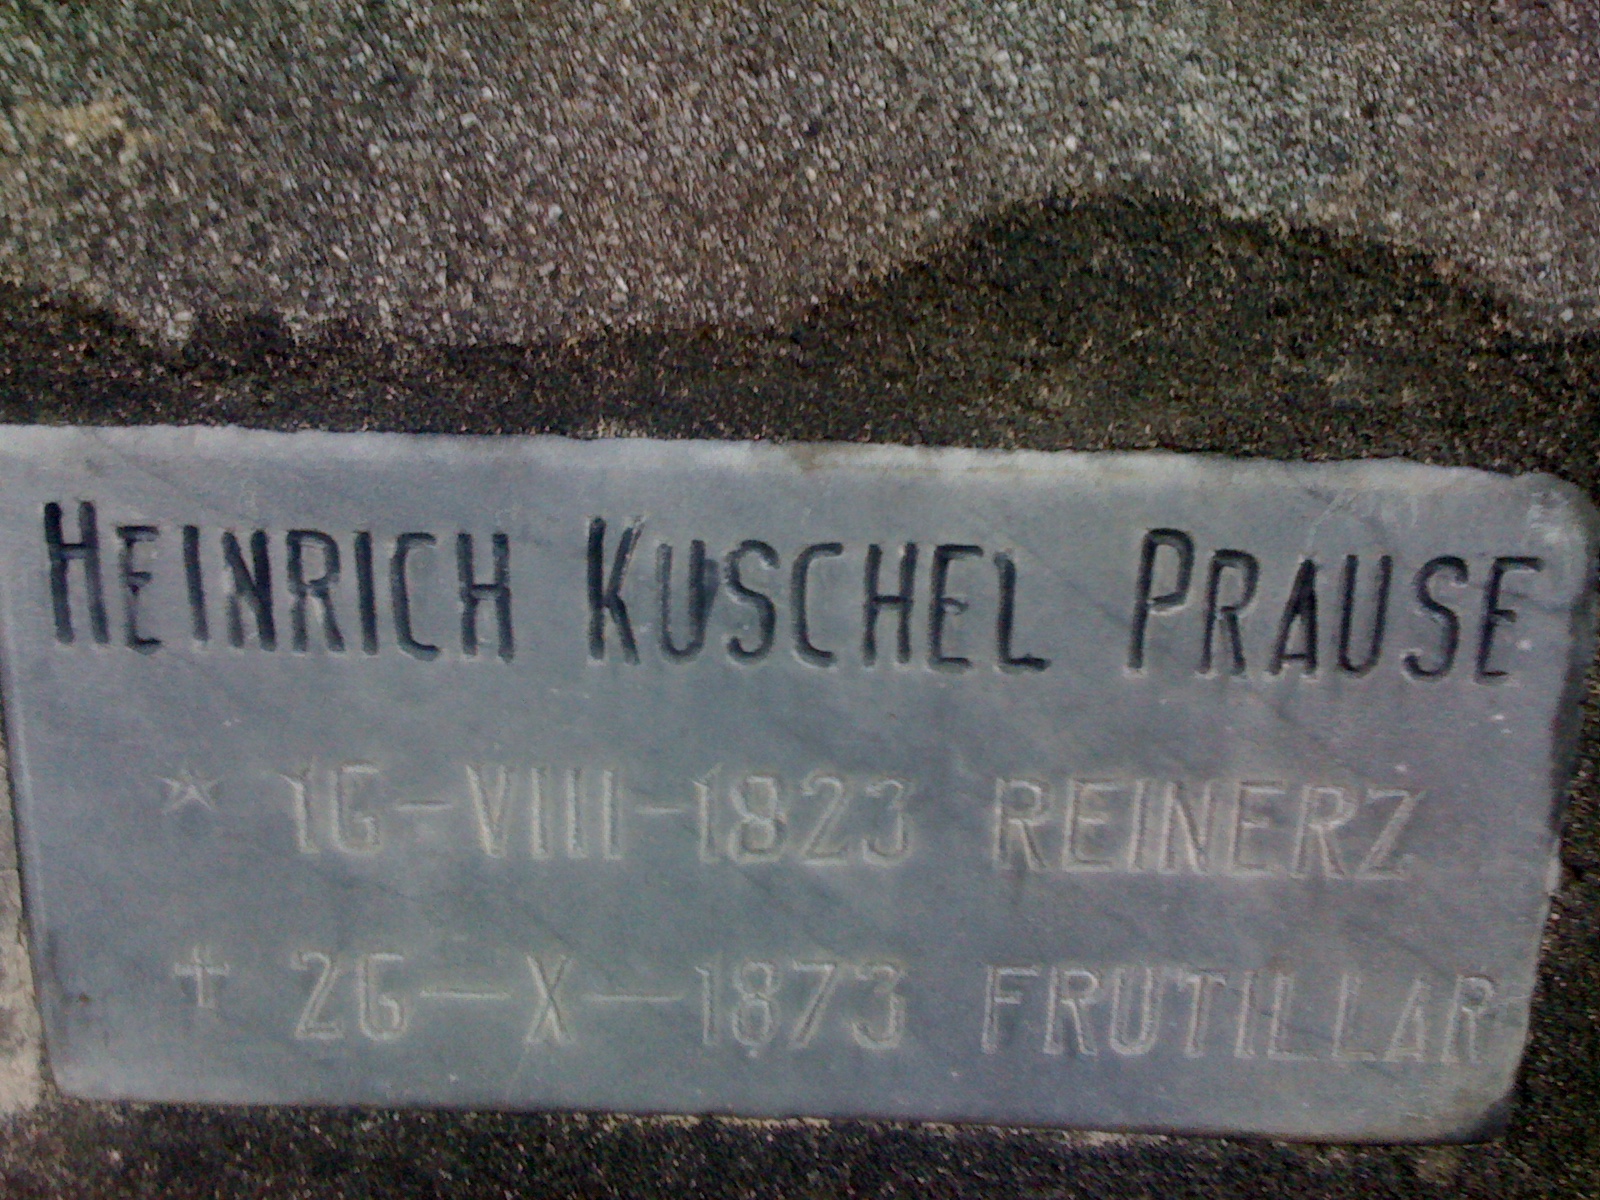 HEINRICH KUSCHEL PRAUSE
* 16-VIII-1823 REINERZ
† 26-X-1873 FRUTILLAR